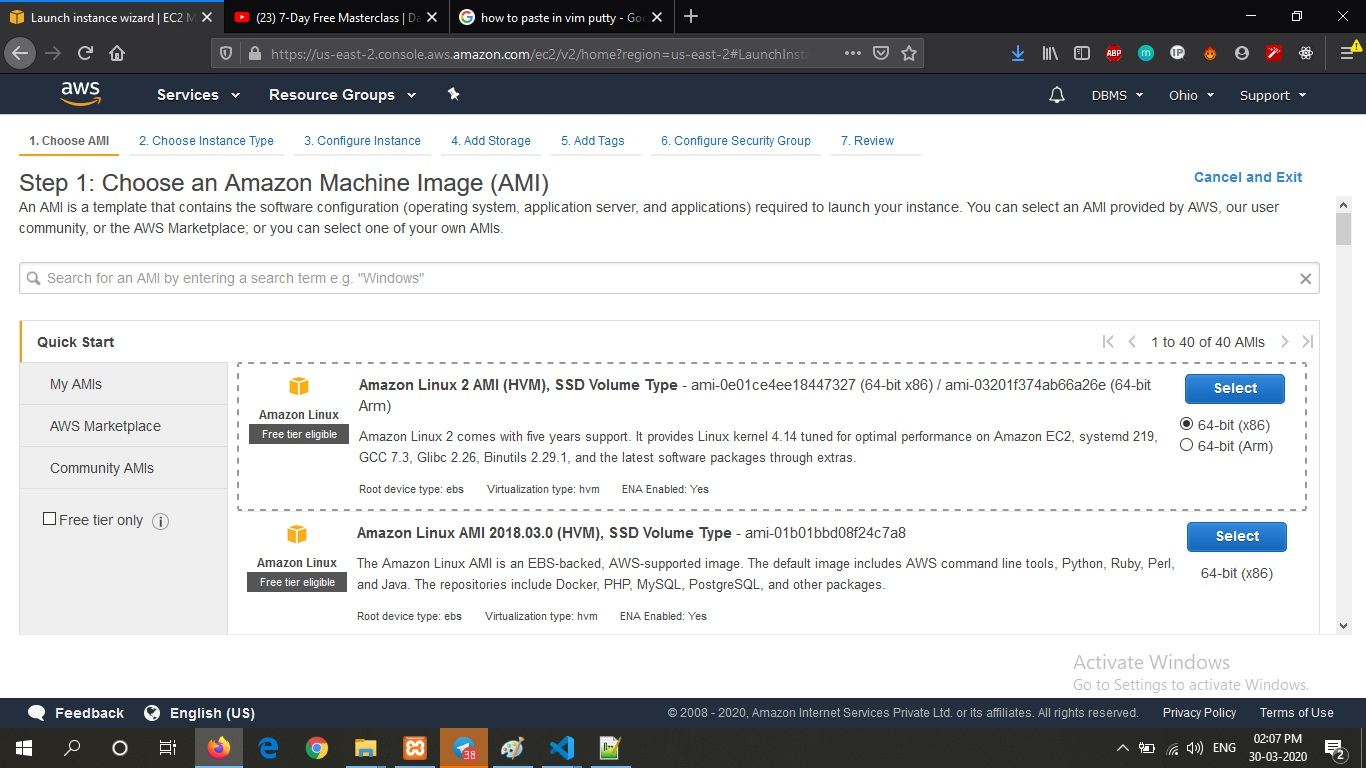 Launch instance wizard | EC2 M
(23) 7-Day Free Masterclass | Da
how to paste in vim putty - Goo
https://us-east-2.console.aws.amazon.com/ec2/v2/home?region=us-east-2#LaunchInsta
ABP
m
IP
aws
Services
Resource Groups
DBMS
Ohio
Support
1. Choose AMI
2. Choose Instance Type
3. Configure Instance
4. Add Storage
5. Add Tags
6. Configure Security Group
7. Review
Step 1: Choose an Amazon Machine Image (AMI)
Cancel and Exit
An AMI is a template that contains the software configuration (operating system, application server, and applications) required to launch your instance. You can select an AMI provided by AWS, our user
community, or the AWS Marketplace; or you can select one of your own AMIs.
Search for an AMI by entering a search term e.g. "Windows"
Quick Start
1 to 40 of 40 AMIs
My AMIs
AWS Marketplace
Community AMIs
Free tier only
i
Amazon Linux
Free tier eligible
Amazon Linux 2 AMI (HVM), SSD Volume Type - ami-0e01ce4ee18447327 (64-bit x86) / ami-03201f374ab66a26e (64-bit
Arm)
Amazon Linux 2 comes with five years support. It provides Linux kernel 4.14 tuned for optimal performance on Amazon EC2, systemd 219,
GCC 7.3, Glibc 2.26, Binutils 2.29.1, and the latest software packages through extras.
Root device type: ebs
Virtualization type: hvm
ENA Enabled: Yes
Select
64-bit (x86)
64-bit (Arm)
Amazon Linux
Free tier eligible
Amazon Linux AMI 2018.03.0 (HVM), SSD Volume Type - ami-01b01bbd08f24c7a8
The Amazon Linux AMI is an EBS-backed, AWS-supported image. The default image includes AWS command line tools, Python, Ruby, Perl,
and Java. The repositories include Docker, PHP, MySQL, PostgreSQL, and other packages.
Root device type: ebs
Virtualization type: hvm
ENA Enabled: Yes
Select
64-bit (x86)
Activate Windows
Go to Settings to activate Windows.
Feedback
English (US)
© 2008 - 2020, Amazon Internet Services Private Ltd. or its affiliates. All rights reserved.
Privacy Policy
Terms of Use
38
ENG
02:07 PM
30-03-2020
2